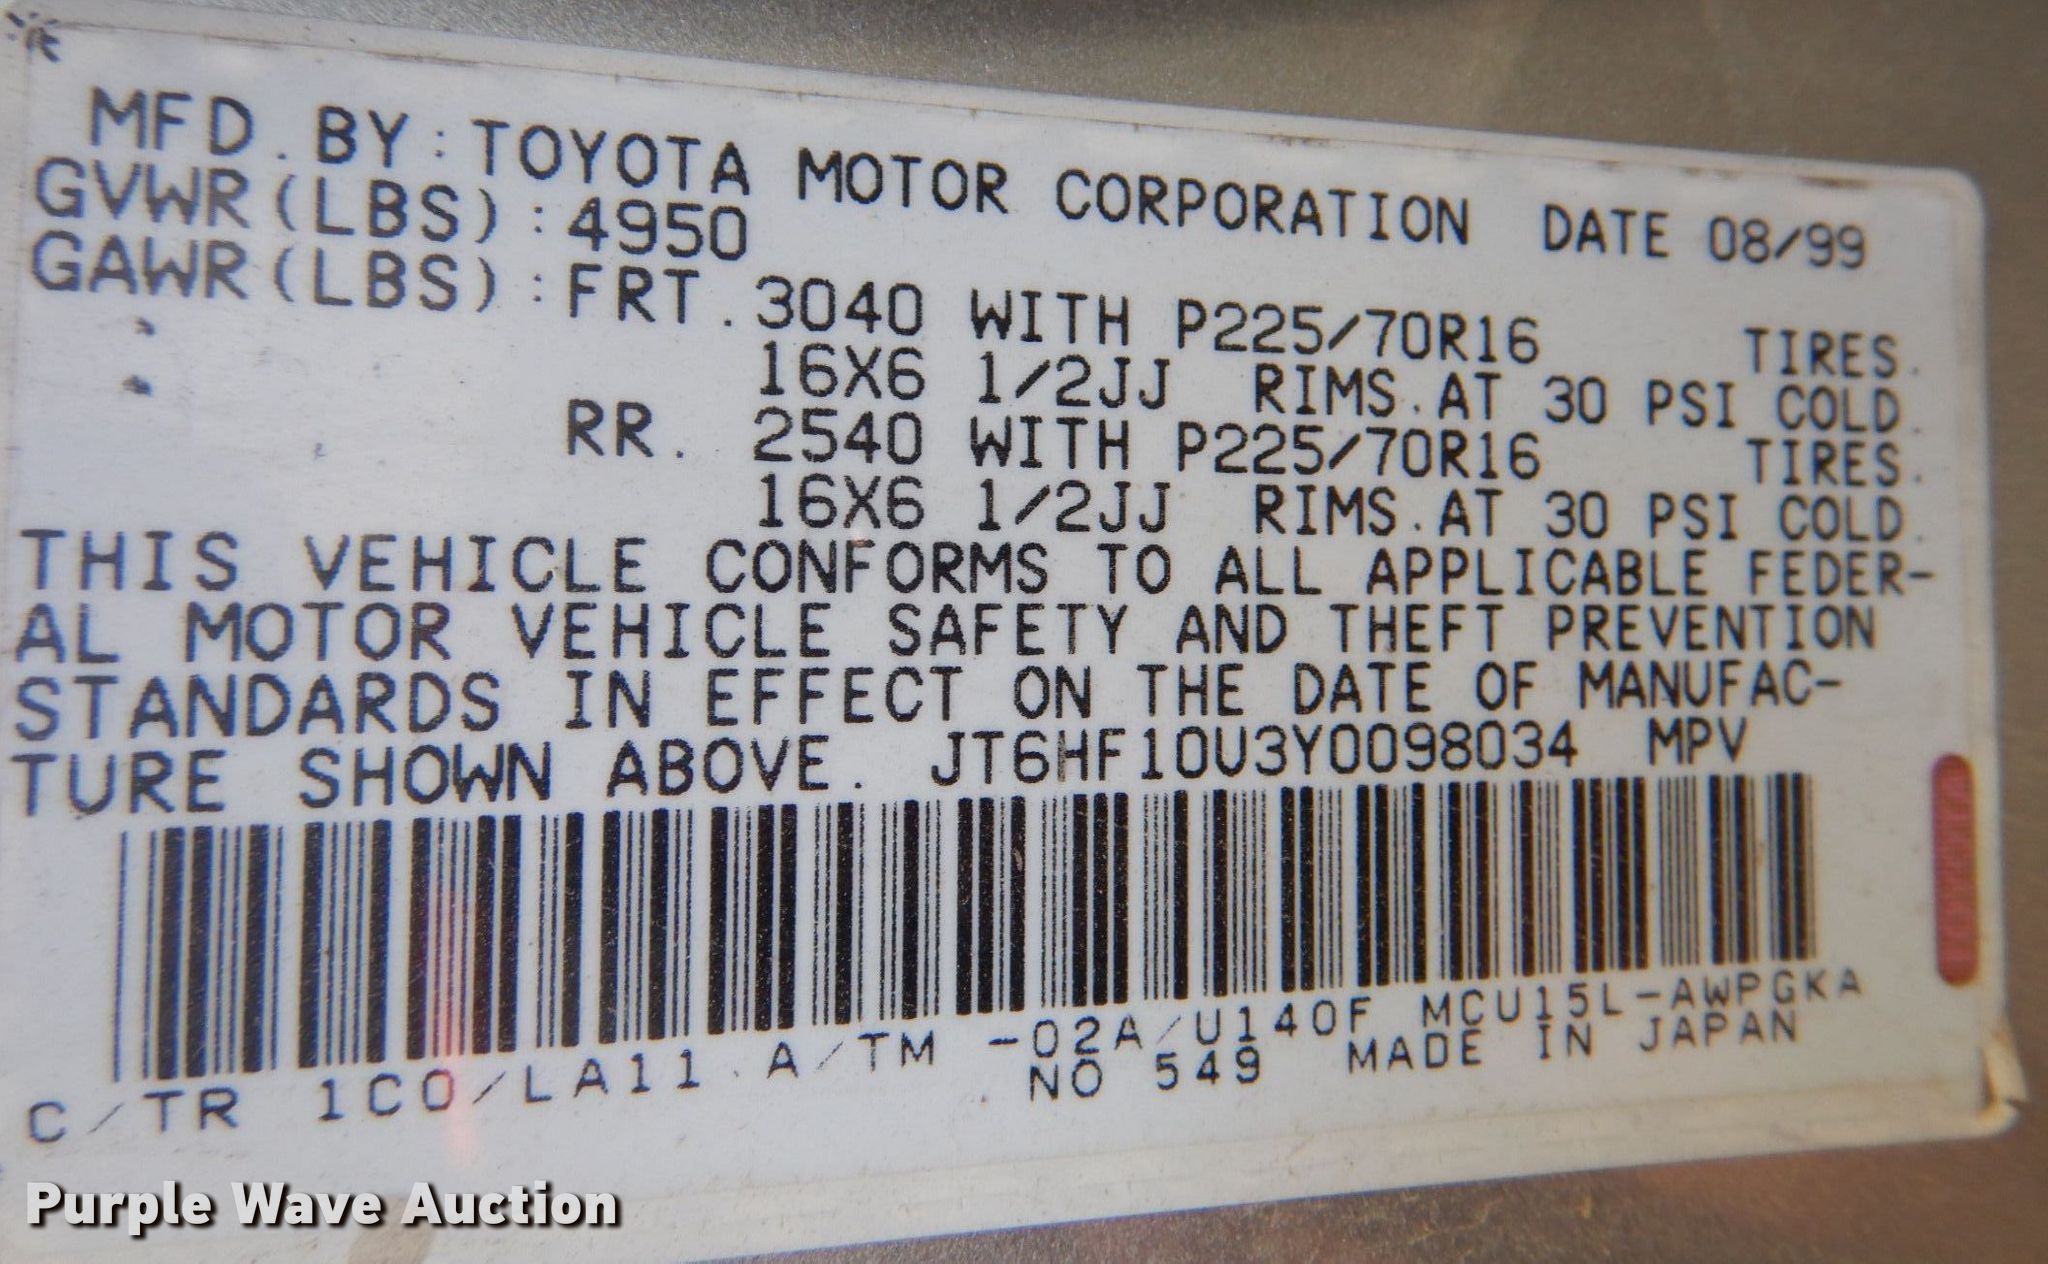 MFD. BY: TOYOTA MOTOR CORPORATION DATE 08/99
GVWR(LBS): 4950
GAWR(LBS): FRT. 3040 WITH P225/70R16 TIRES.
16X6 1/2JJ RIMS. AT 30 PSI COLD.
RR. 2540 WITH P225/70R16 TIRES.
16X6 1/2JJ RIMS. AT 30 PSI COLD.
THIS VEHICLE CONFORMS TO ALL APPLICABLE FEDER-
AL MOTOR VEHICLE SAFETY AND THEFT PREVENTION
STANDARDS IN EFFECT ON THE DATE OF MANUFAC-
TURE SHOWN ABOVE. JT6HF10U3Y0098034 MPV
C/TR 1C0/LA11 A/TM -02A/U140F MCU15L-AWPGKA
NO 549 MADE IN JAPAN
Purple Wave Auction